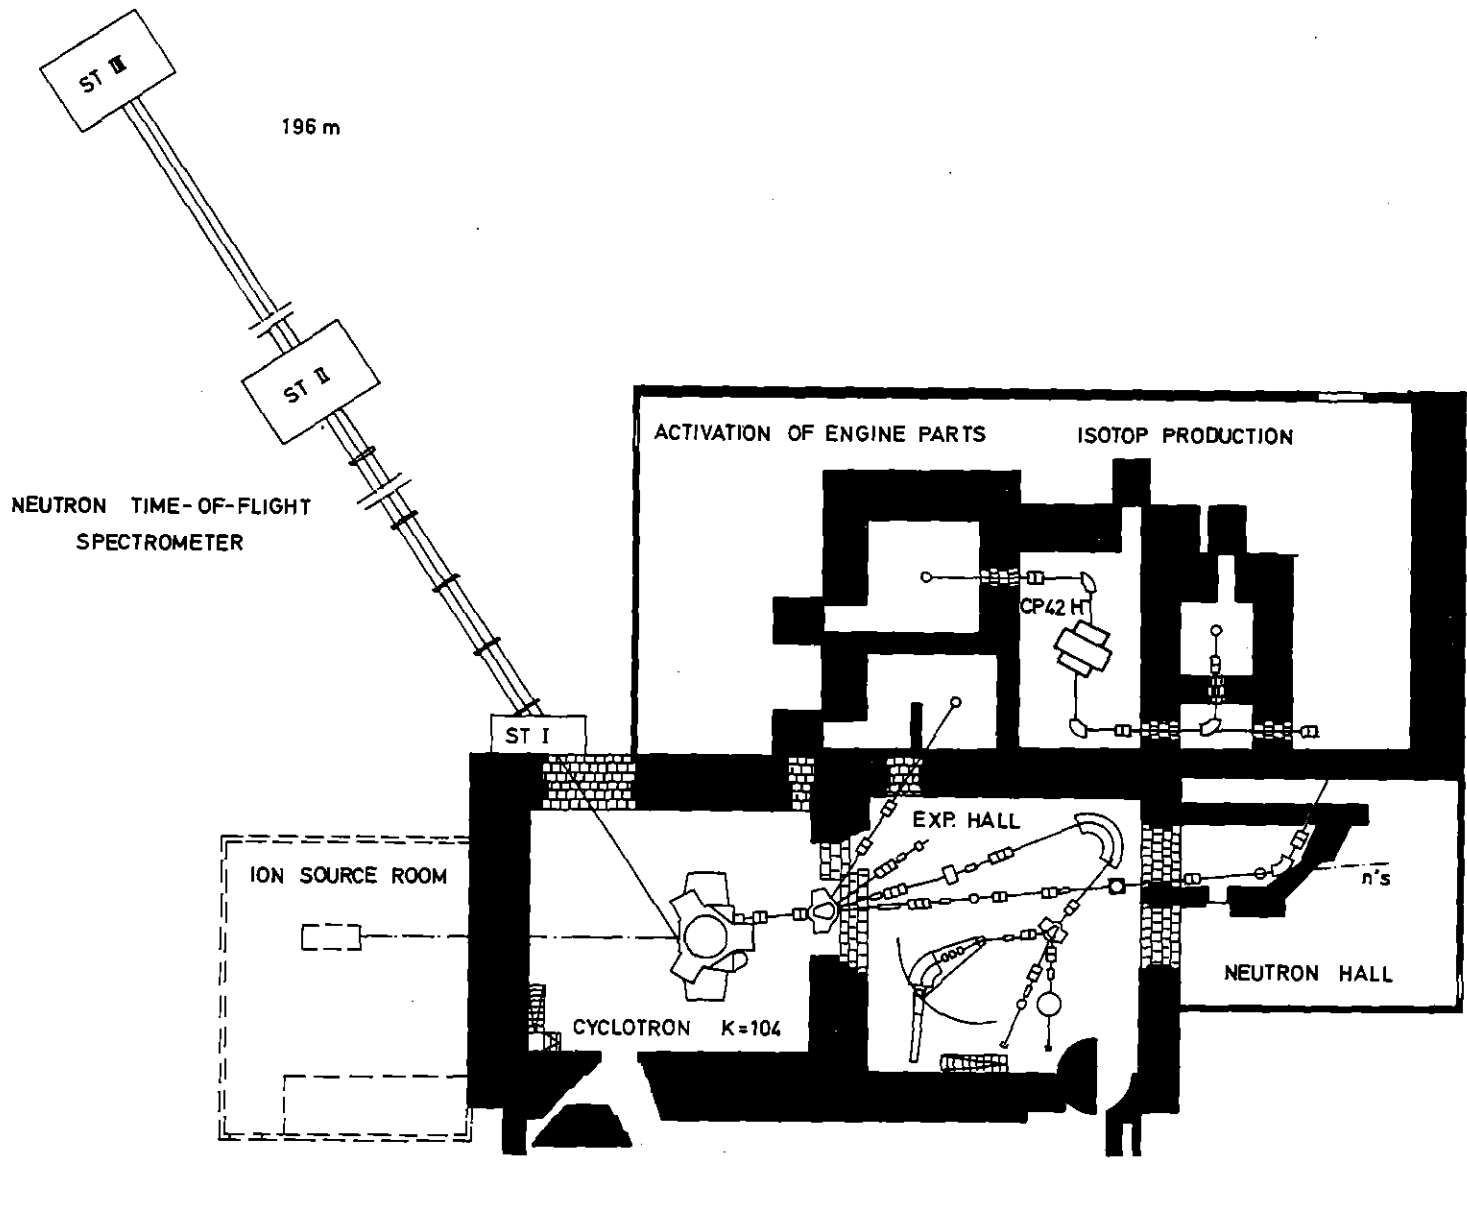 ST III
196 m
ST II
ACTIVATION OF ENGINE PARTS
ISOTOP PRODUCTION
NEUTRON TIME-OF-FLIGHT
SPECTROMETER
CP42 H
ST I
EXP. HALL
ION SOURCE ROOM
n's
NEUTRON HALL
CYCLOTRON K=104